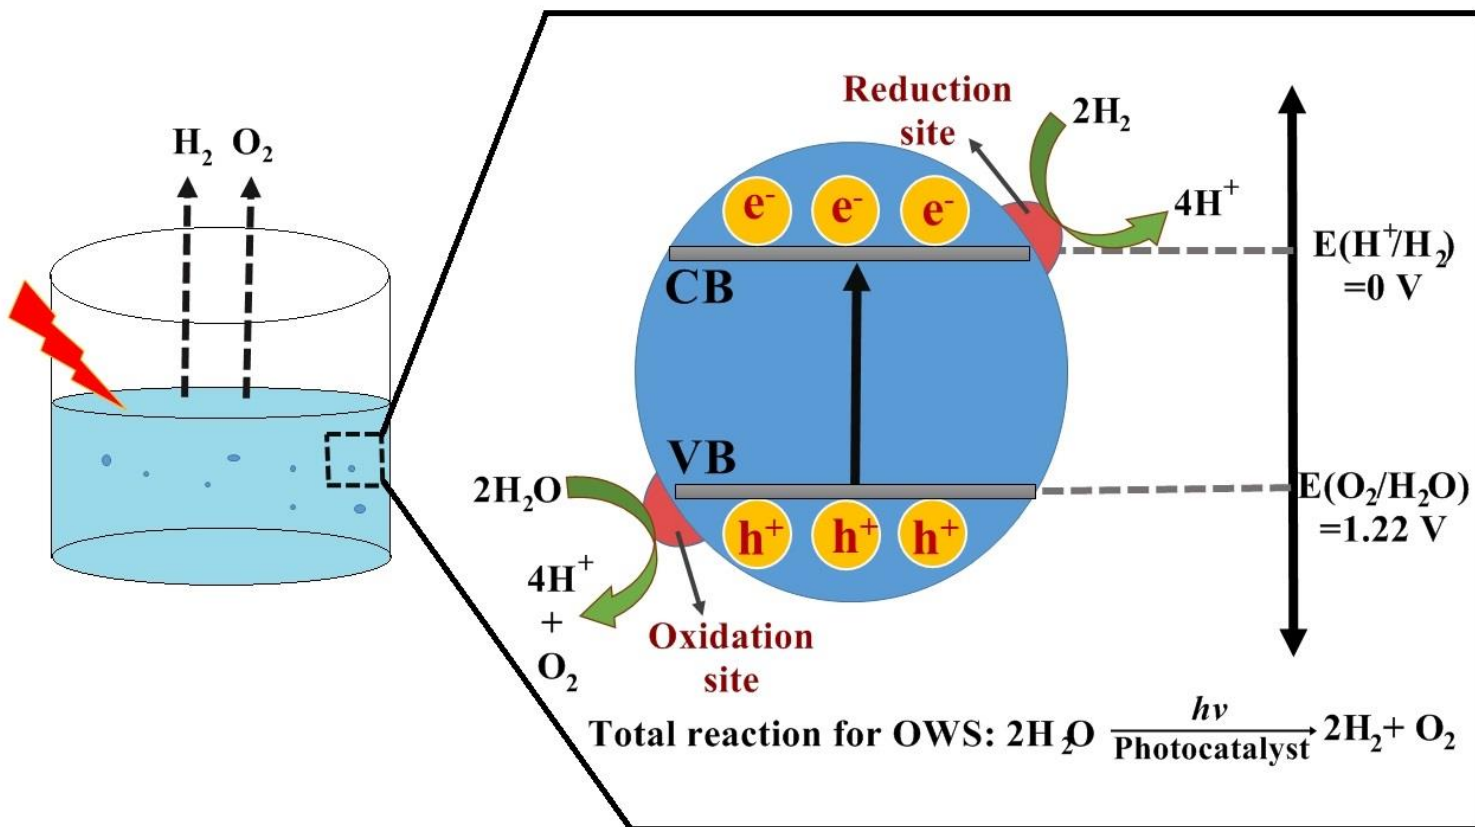 H₂ O₂
Reduction
site
2H₂
4H⁺
e⁻ e⁻ e⁻
CB
E(H⁺/H₂)
=0 V
VB
2H₂O
E(O₂/H₂O)
=1.22 V
h⁺ h⁺ h⁺
4H⁺
+
O₂
Oxidation
site
Total reaction for OWS: 2H₂O hν Photocatalyst 2H₂+ O₂